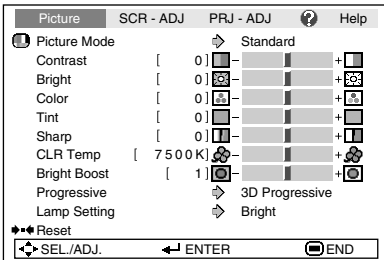 Picture SCR - ADJ PRJ - ADJ ? Help
Picture Mode Standard
Contrast [ 0] - +
Bright [ 0] - +
Color [ 0] - +
Tint [ 0] - +
Sharp [ 0] - +
CLR Temp [ 7500K] - +
Bright Boost [ 1] - +
Progressive 3D Progressive
Lamp Setting Bright
Reset
SEL./ADJ. ENTER END